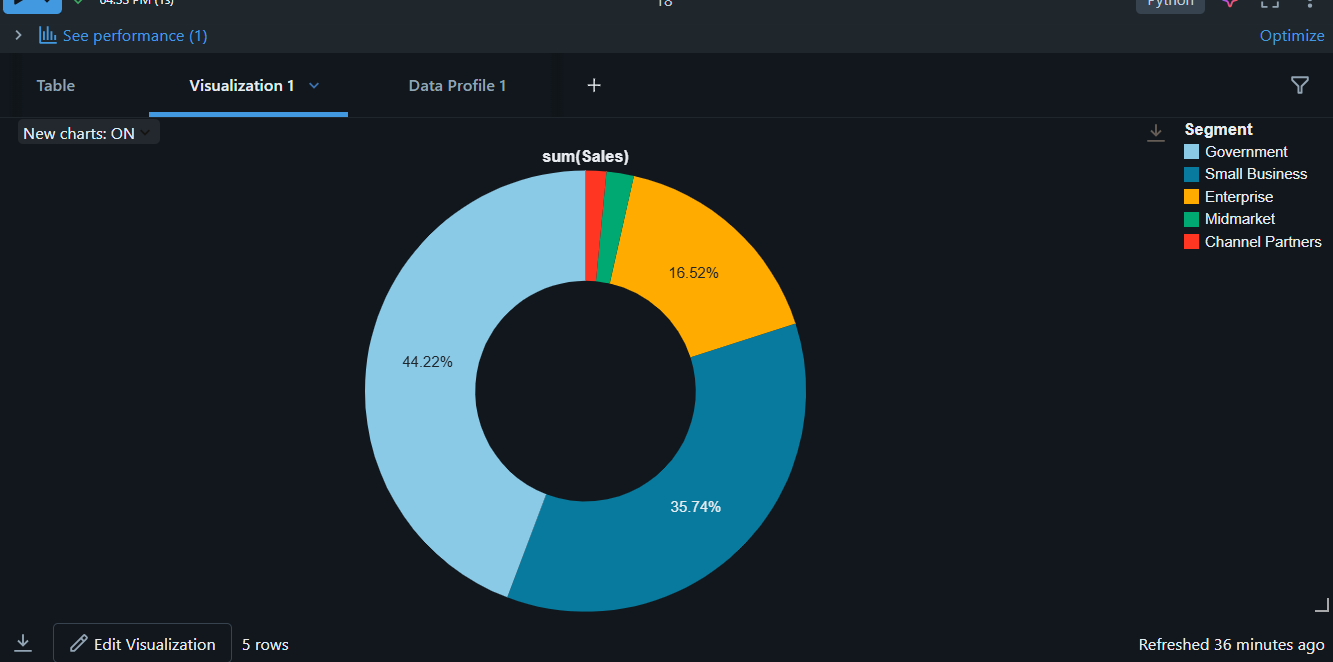 04:33 PM (1s)
18
Python
See performance (1)
Optimize
Table
Visualization 1
Data Profile 1
+
New charts: ON
sum(Sales)
Segment
Government
Small Business
Enterprise
Midmarket
Channel Partners
16.52%
44.22%
35.74%
Edit Visualization
5 rows
Refreshed 36 minutes ago